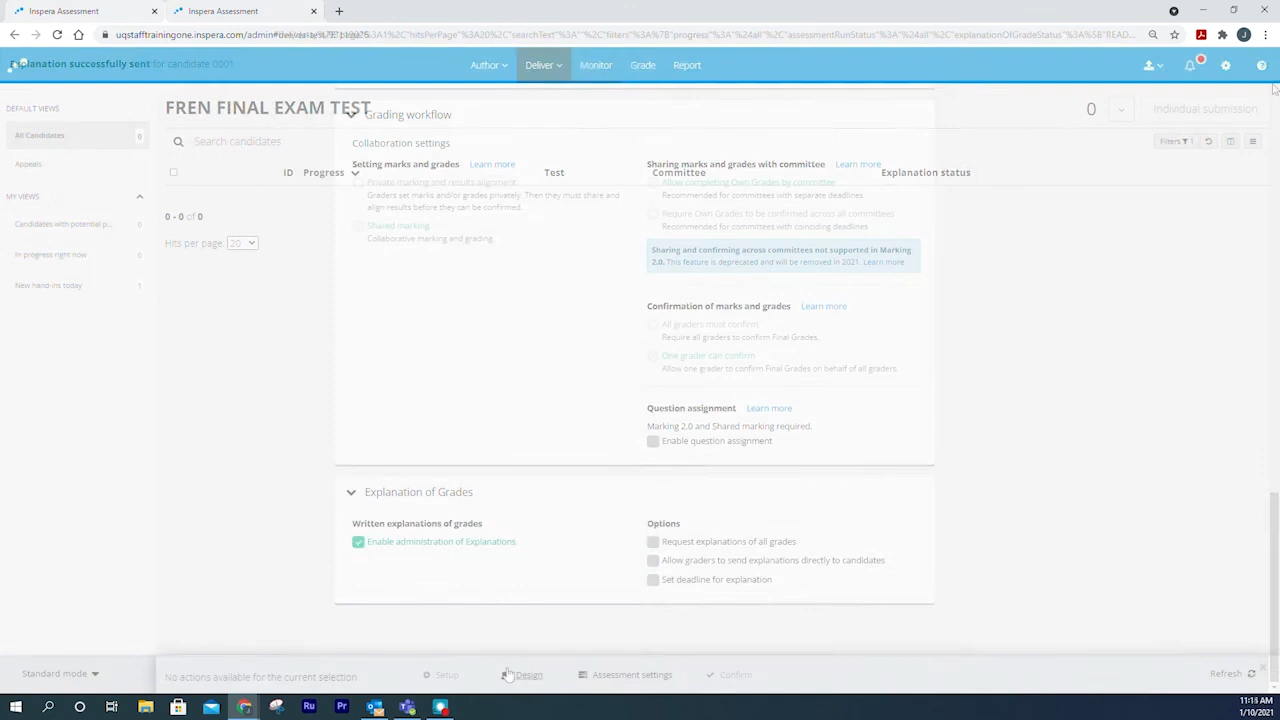 Inspera Assessment
Inspera Assessment
uqstafftrainingone.inspera.com/admin
Explanation successfully sent for candidate 0001
Author
Deliver
Monitor
Grade
Report
DEFAULT VIEWS
All Candidates 0
Appeals
MY VIEWS
Candidates with potential p... 0
In progress right now 0
New hand-ins today 1
FREN FINAL EXAM TEST
0
Individual submission
Search candidates
Filters 1
ID Progress Test Committee Explanation status
0 - 0 of 0
Hits per page: 20
Grading workflow
Collaboration settings
Setting marks and grades Learn more
Private marking and results alignment
Graders set marks and/or grades privately. Then they must share and
align results before they can be confirmed.
Shared marking
Collaborative marking and grading.
Sharing marks and grades with committee Learn more
Allow completing Own Grades by committee
Recommended for committees with separate deadlines.
Require Own Grades to be confirmed across all committees
Recommended for committees with coinciding deadlines.
Sharing and confirming across committees not supported in Marking
2.0. This feature is deprecated and will be removed in 2021. Learn more
Confirmation of marks and grades Learn more
All graders must confirm
Require all graders to confirm Final Grades.
One grader can confirm
Allow one grader to confirm Final Grades on behalf of all graders.
Question assignment Learn more
Marking 2.0 and Shared marking required.
Enable question assignment
Explanation of Grades
Written explanations of grades
Enable administration of Explanations
Options
Request explanations of all grades
Allow graders to send explanations directly to candidates
Set deadline for explanation
Standard mode
No actions available for the current selection
Setup
Design
Assessment settings
Confirm
Refresh
11:13 AM
1/10/2021